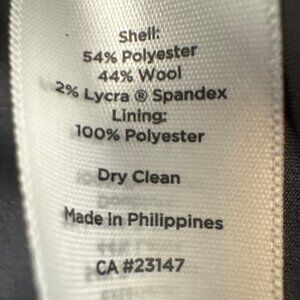 Shell:
54% Polyester
44% Wool
2% Lycra ® Spandex
Lining:
100% Polyester
Dry Clean
Made In Philippines
CA #23147